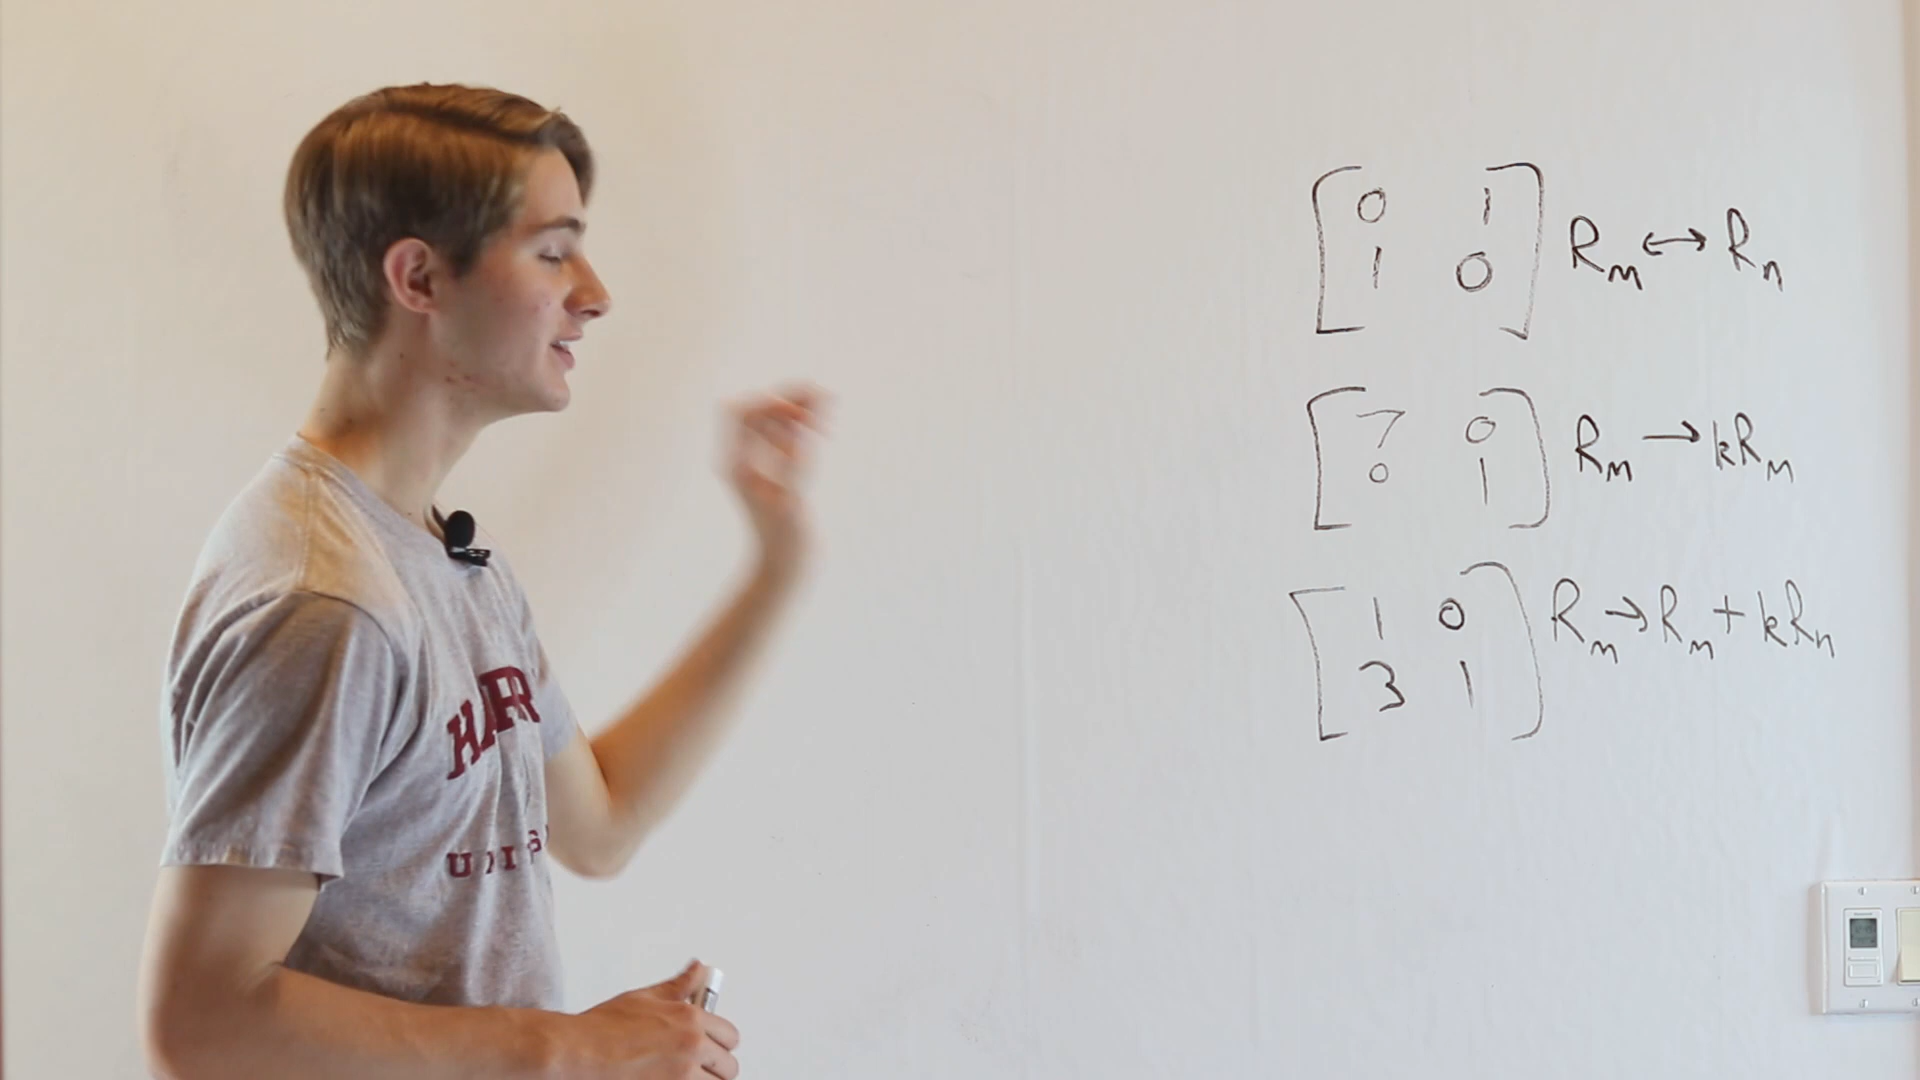 0 1 Rm ↔ Rn
1 0
7 0 Rm → kRm
0 1
1 0 Rm → Rm + kRn
3 1